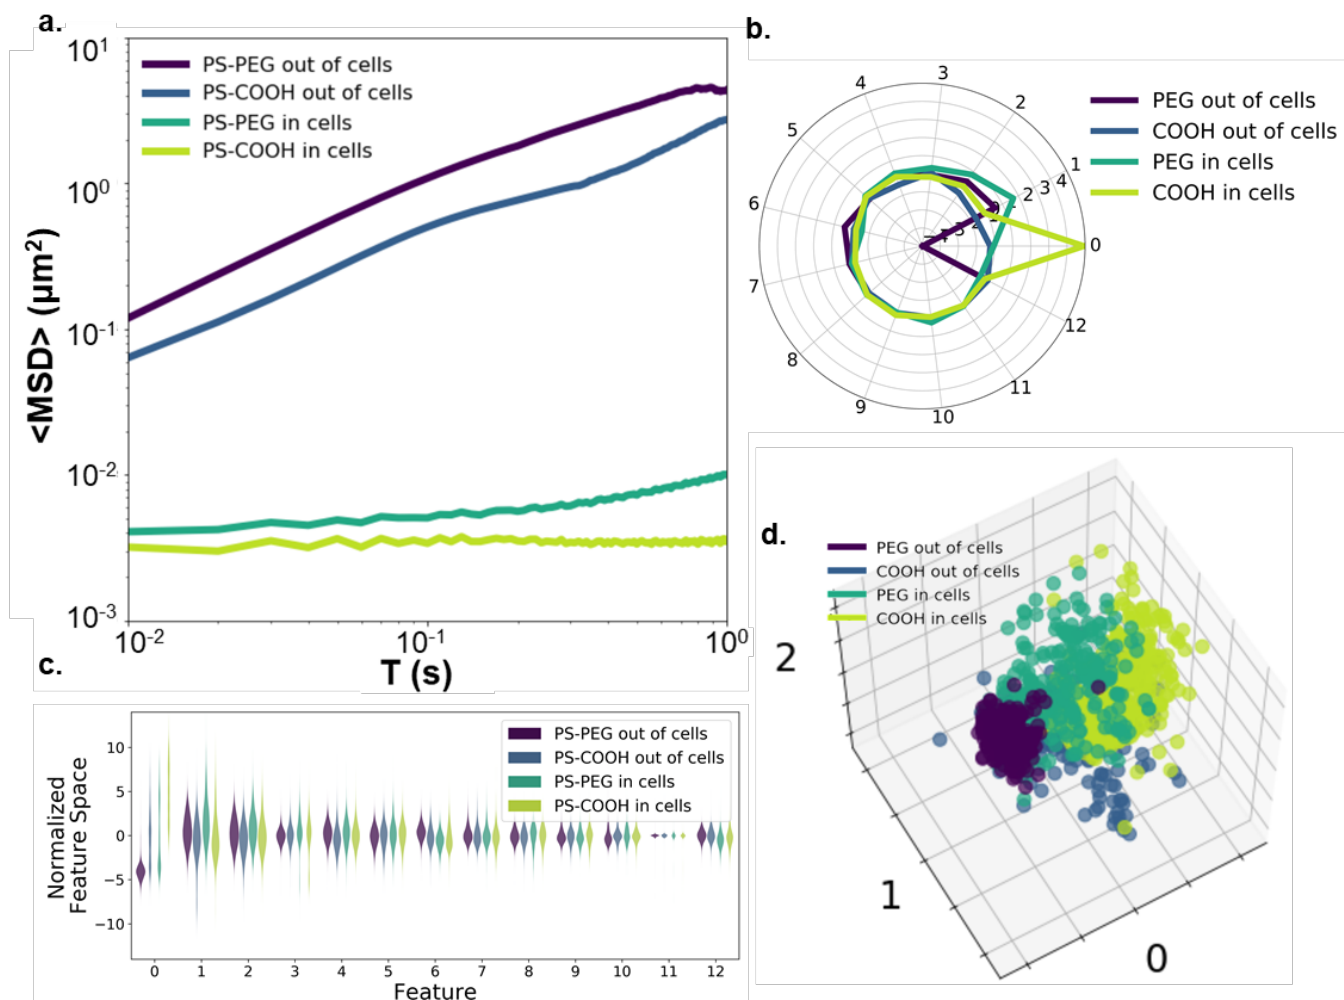 a.
10¹
10⁰
10⁻¹
10⁻²
10⁻³
<MSD> (μm²)
PS-PEG out of cells
PS-COOH out of cells
PS-PEG in cells
PS-COOH in cells
10⁻² 10⁻¹ 10⁰
T (s)
b.
0
1
2
3
4
5
6
7
8
9
10
11
12
1 2 3 4
PEG out of cells
COOH out of cells
PEG in cells
COOH in cells
c.
Normalized
Feature Space
10
5
0
−5
−10
PS-PEG out of cells
PS-COOH out of cells
PS-PEG in cells
PS-COOH in cells
0 1 2 3 4 5 6 7 8 9 10 11 12
Feature
d.
PEG out of cells
COOH out of cells
PEG in cells
COOH in cells
2
1
0